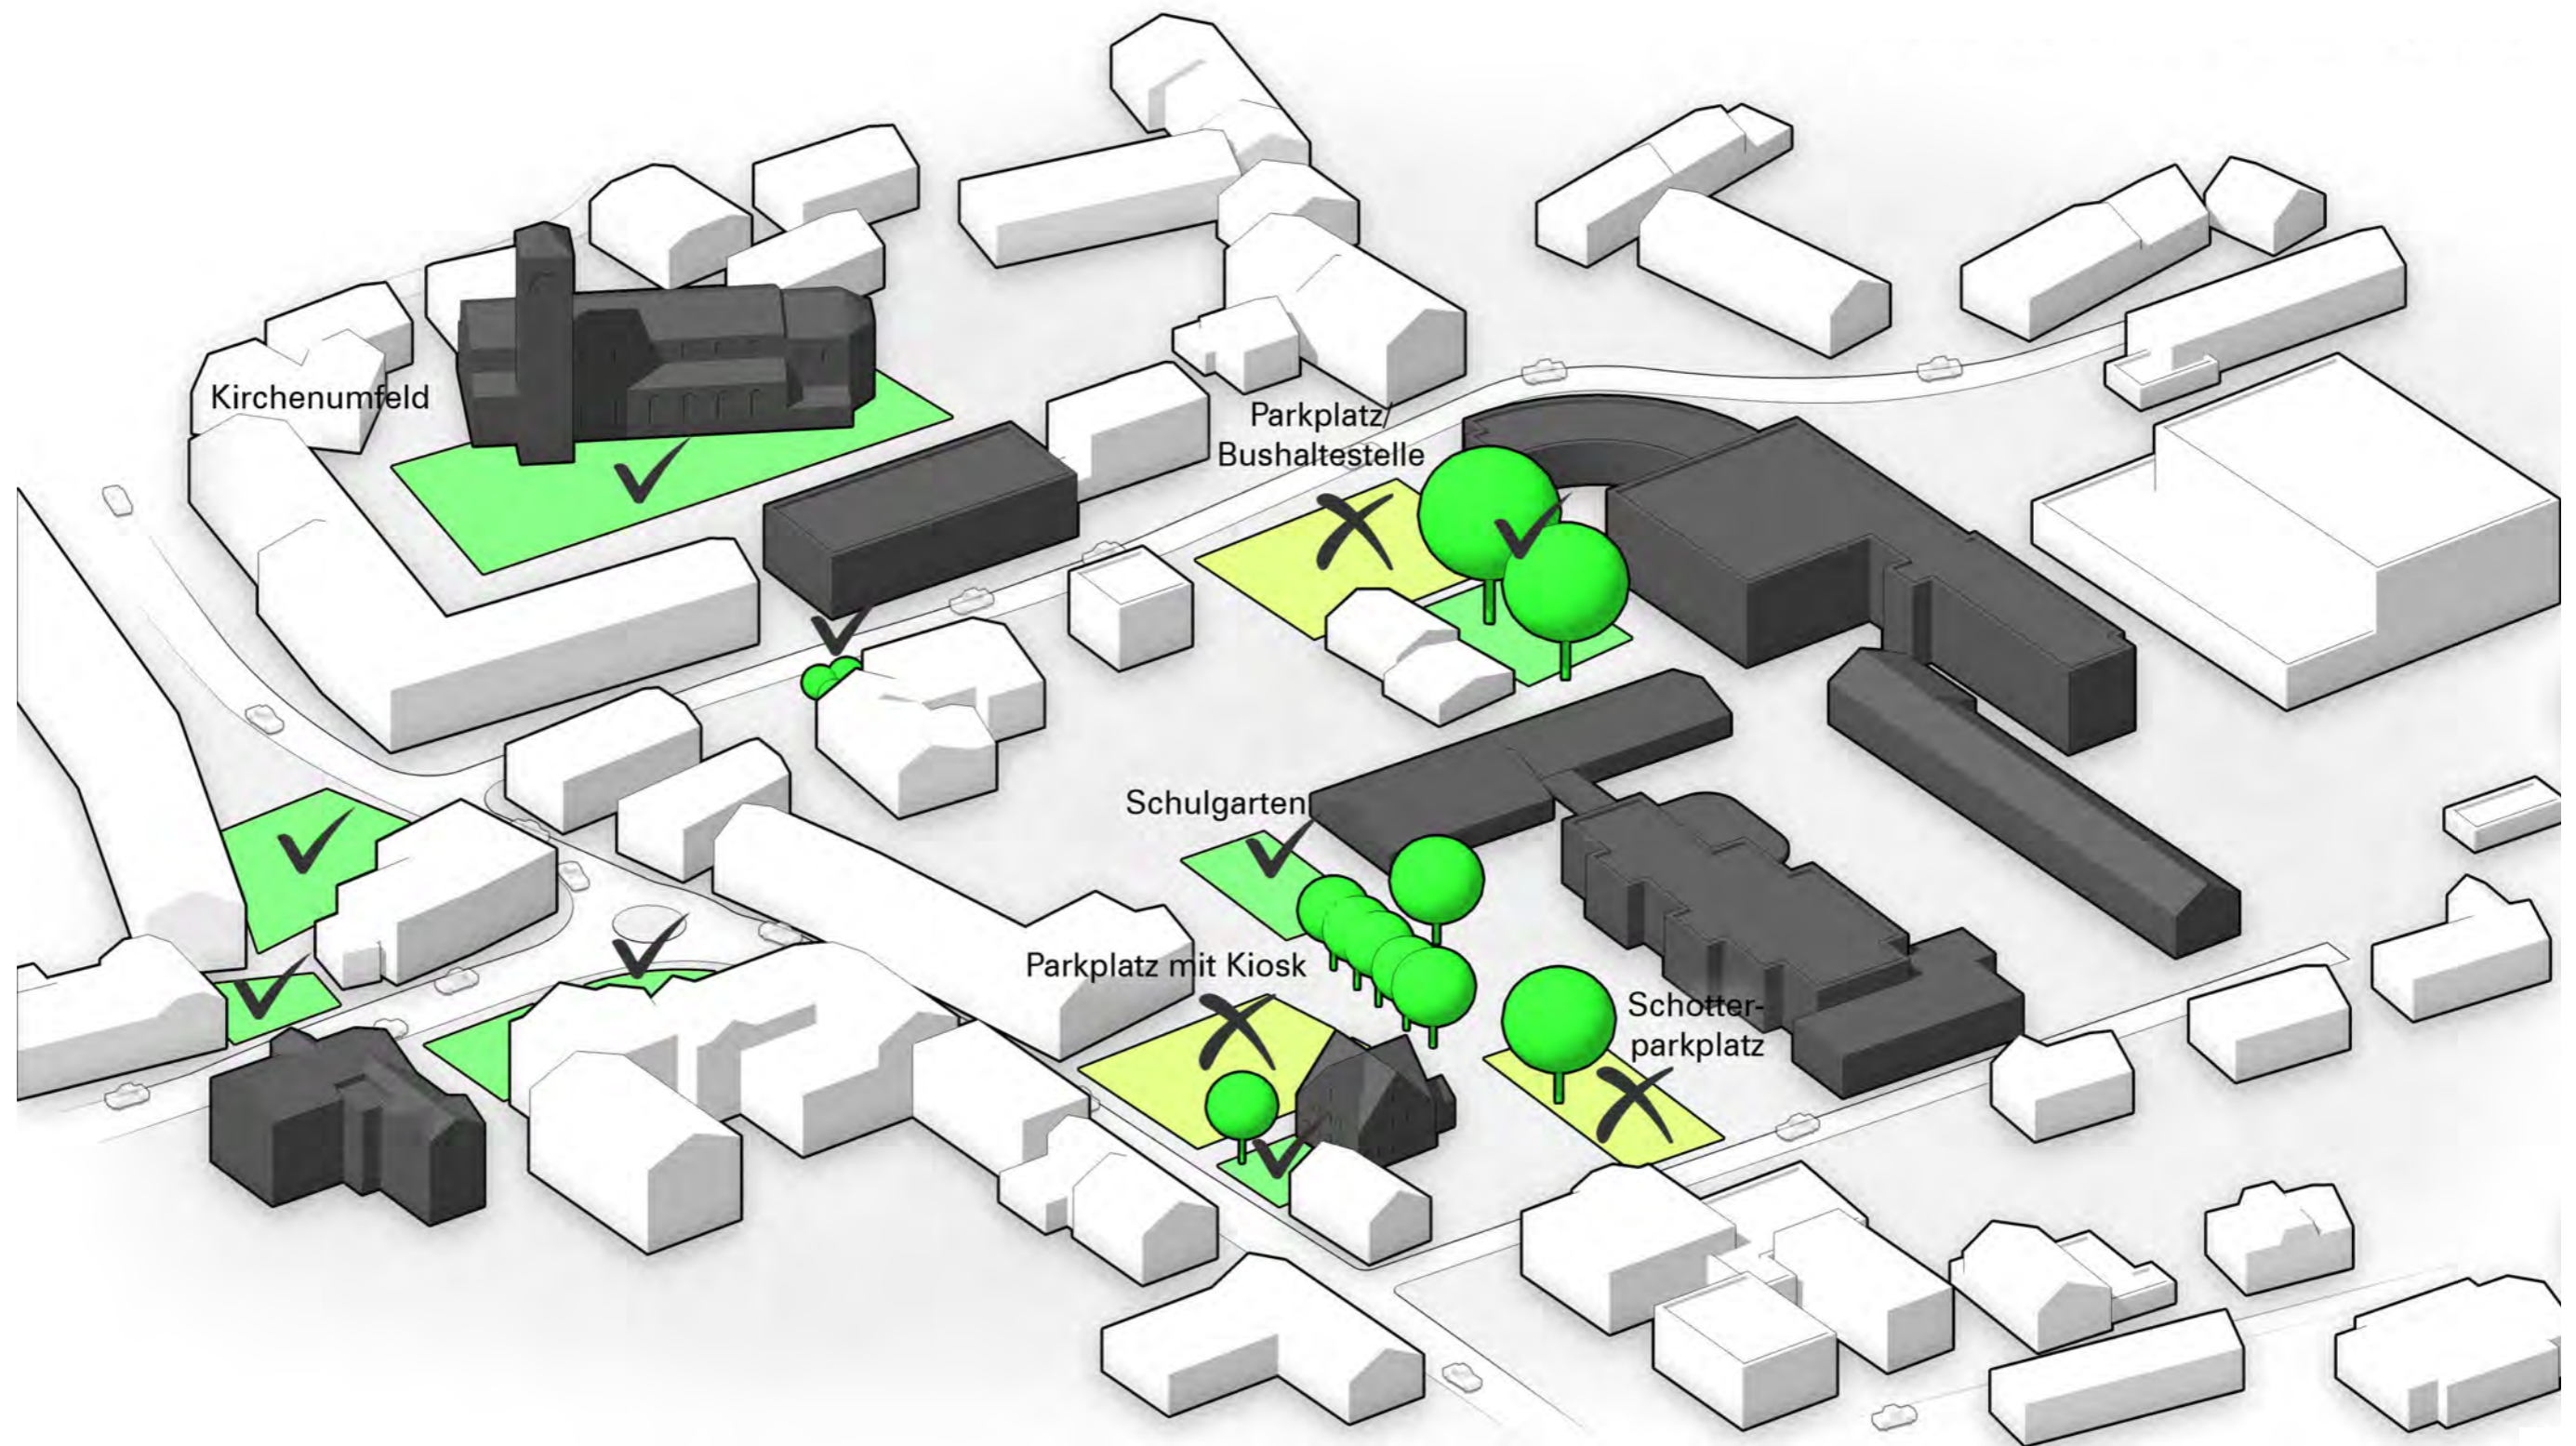 Kirchenumfeld
Parkplatz/
Bushaltestelle
Schulgarten
Parkplatz mit Kiosk
Schotter-
parkplatz